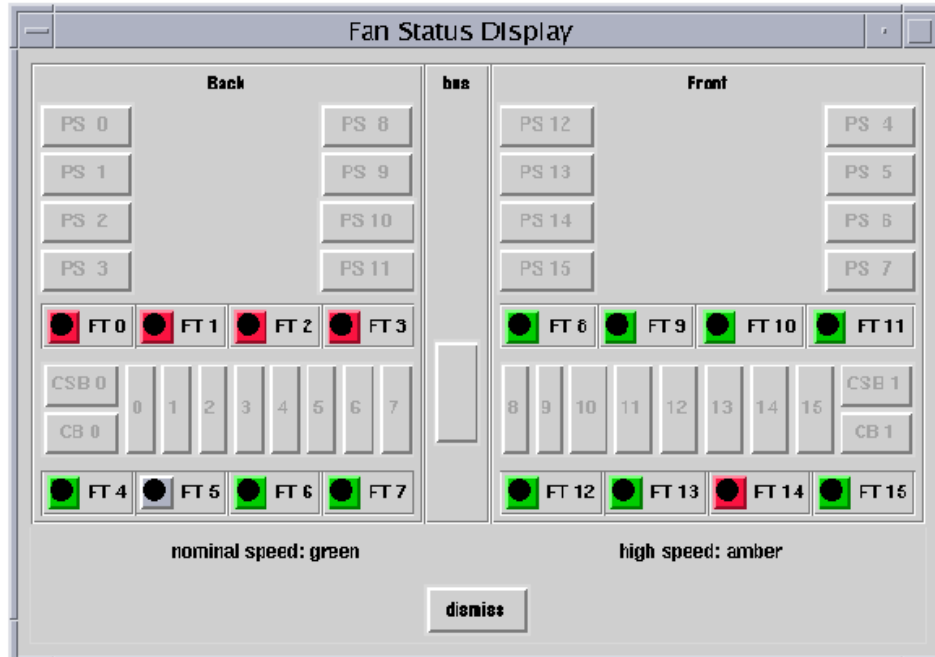 Fan Status Display
Back
bus
Front
PS 0
PS 8
PS 12
PS 4
PS 1
PS 9
PS 13
PS 5
PS 2
PS 10
PS 14
PS 6
PS 3
PS 11
PS 15
PS 7
FT 0 FT 1 FT 2 FT 3
FT 8 FT 9 FT 10 FT 11
CSB 0
CB 0
0 1 2 3 4 5 6 7
8 9 10 11 12 13 14 15
CSB 1
CB 1
FT 4 FT 5 FT 6 FT 7
FT 12 FT 13 FT 14 FT 15
nominal speed: green
high speed: amber
dismiss